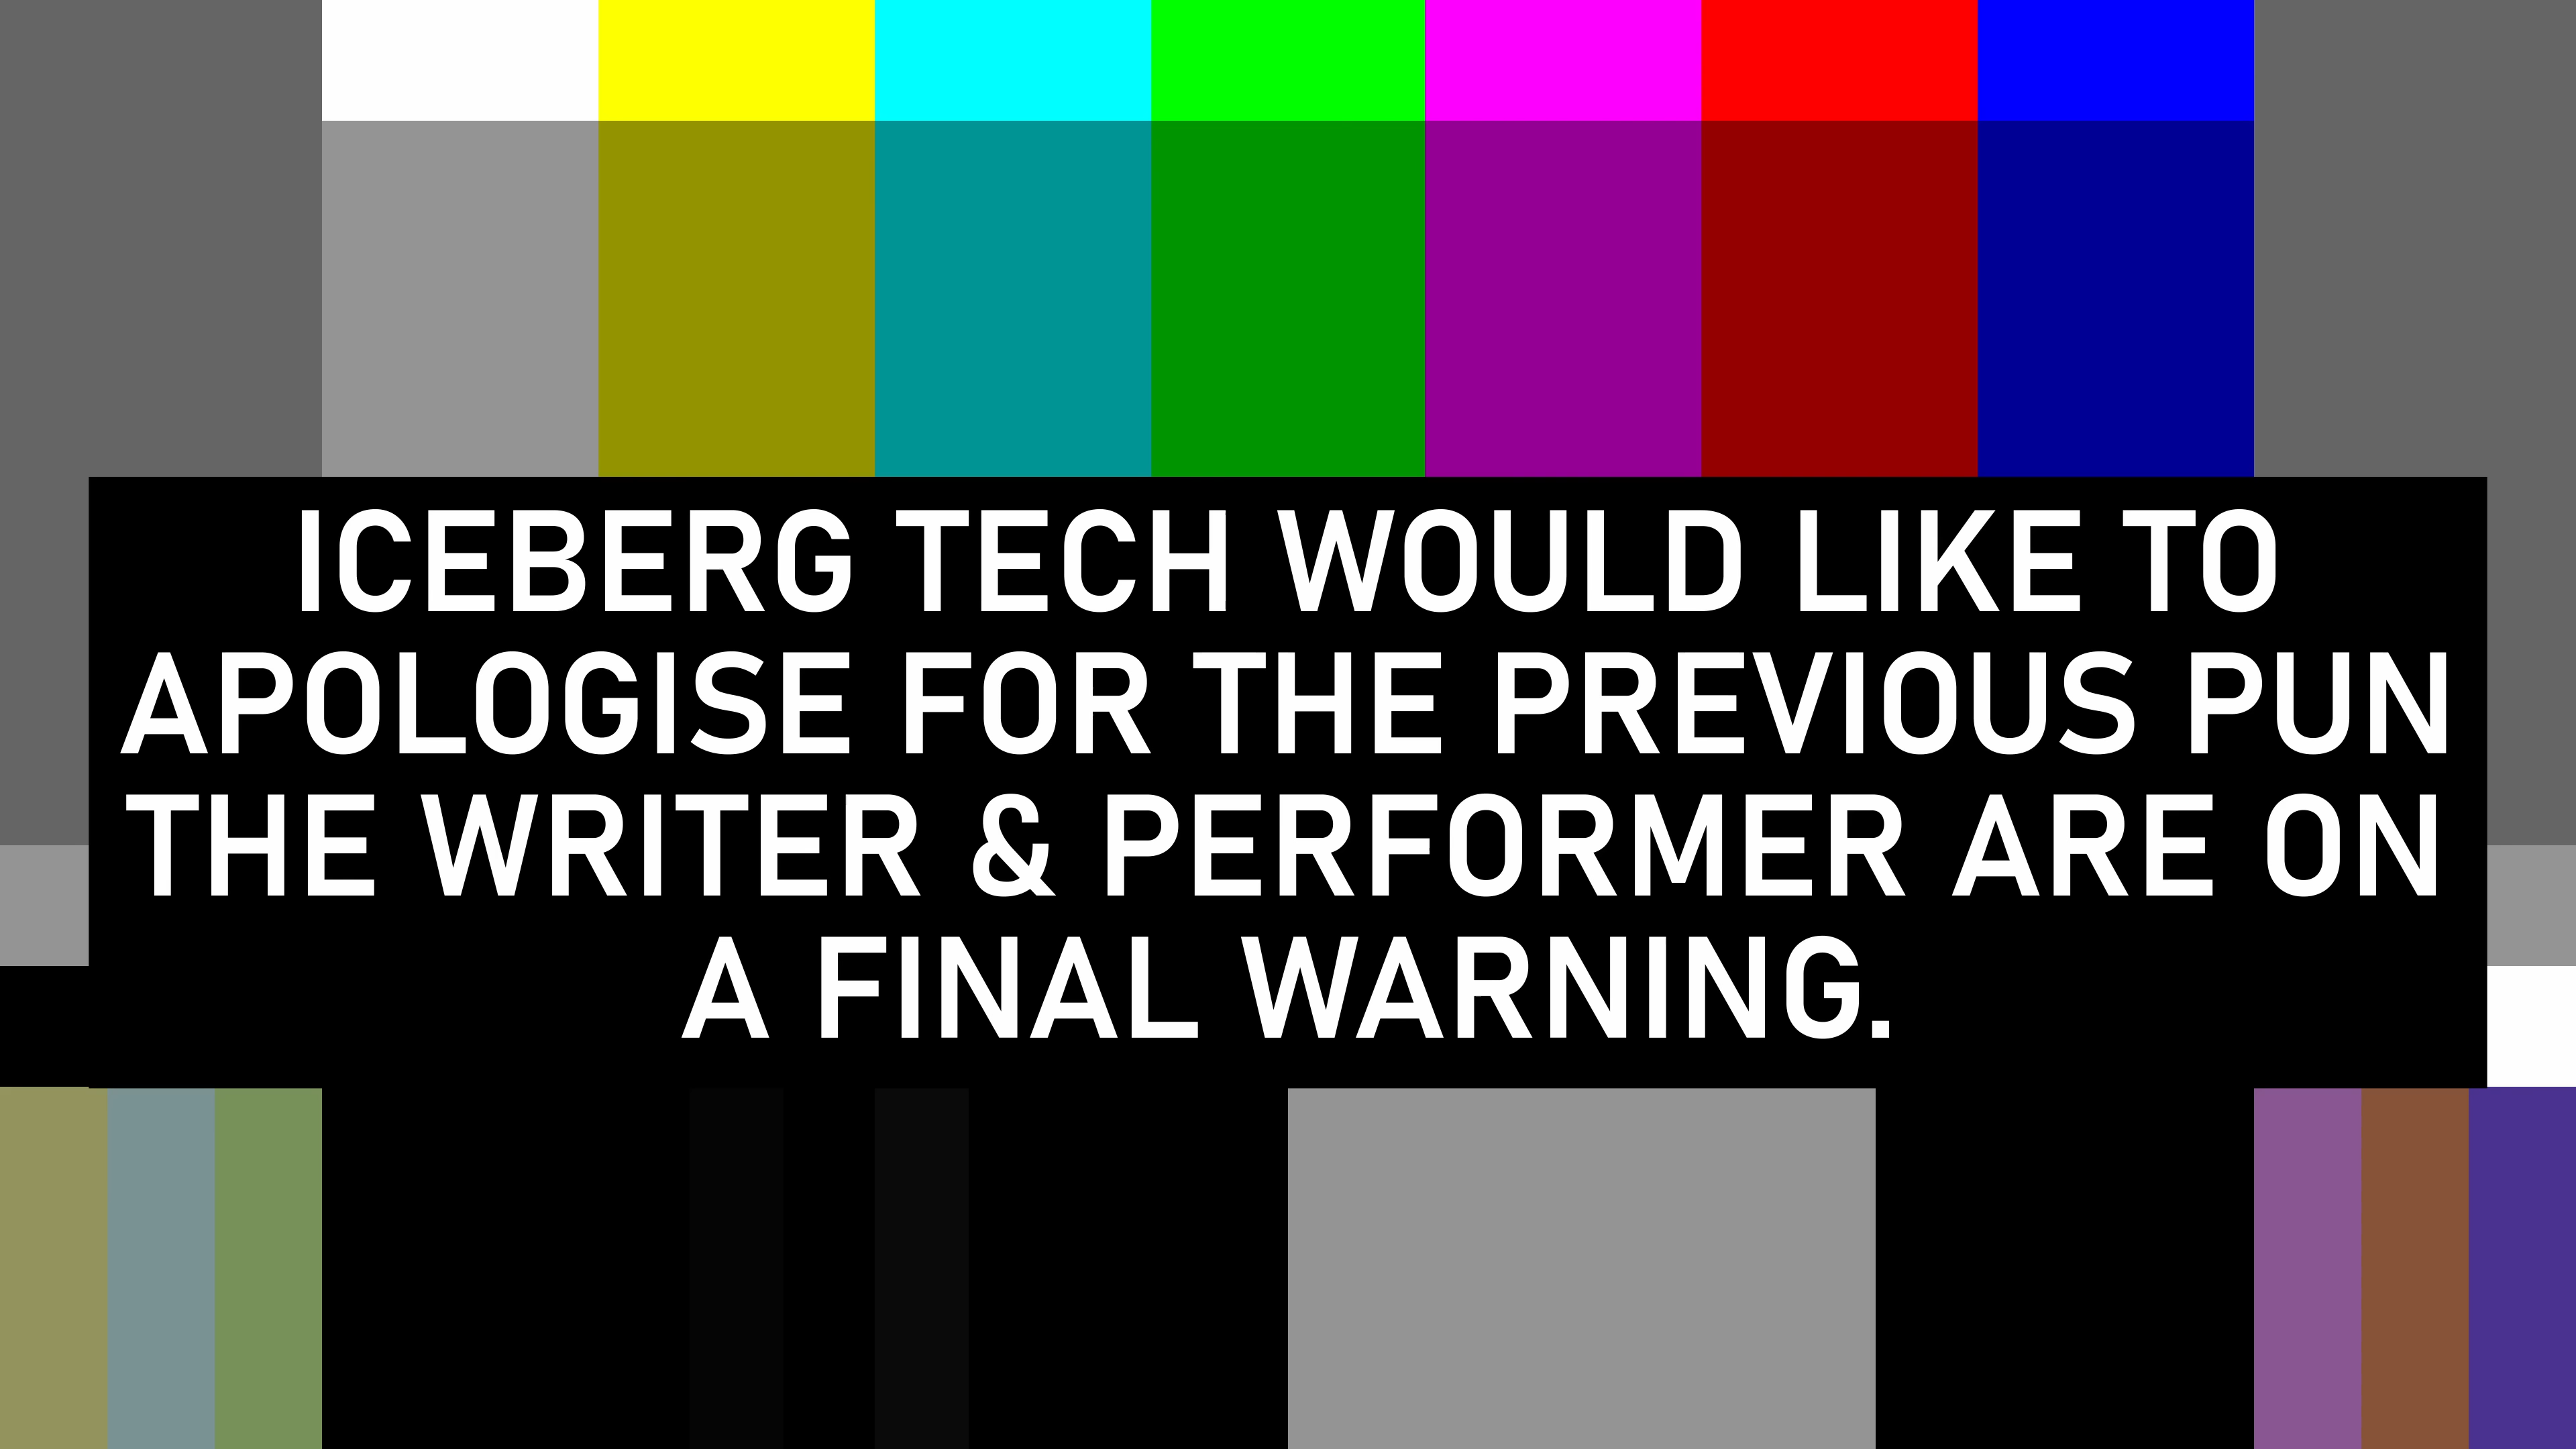 ICEBERG TECH WOULD LIKE TO
APOLOGISE FOR THE PREVIOUS PUN
THE WRITER & PERFORMER ARE ON
A FINAL WARNING.